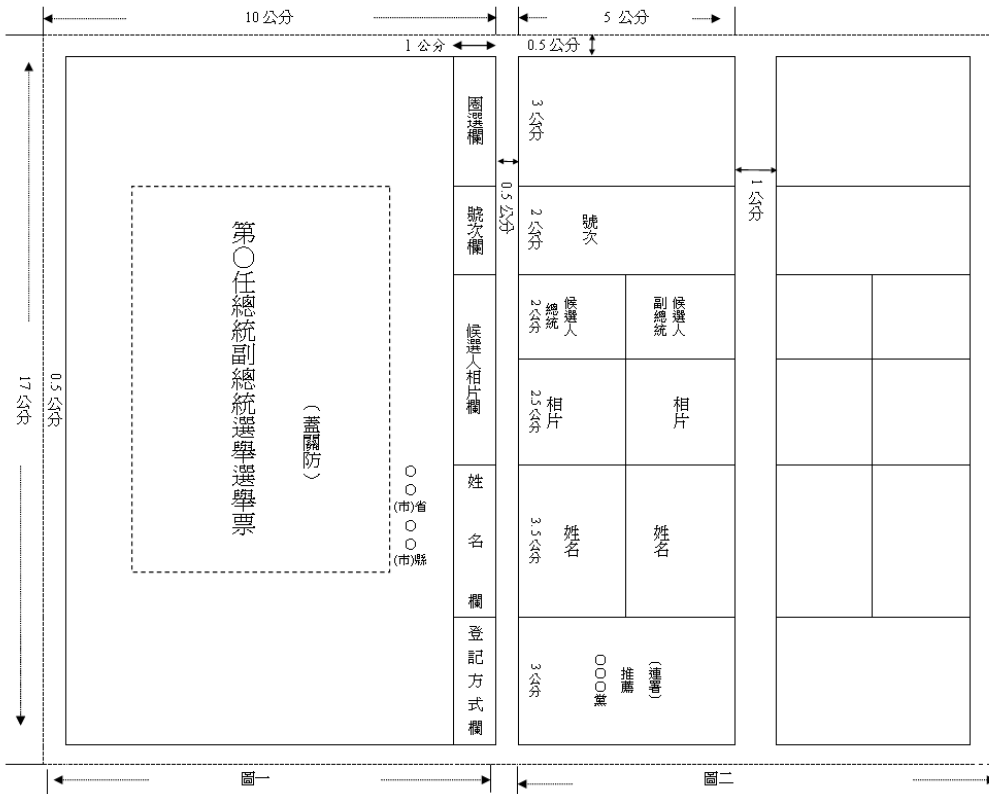 10公分
5 公分
1 公分
0.5公分
17公分
0.5公分
第○任總統副總統選舉選舉票
（蓋關防）
○○(市)省○○(市)縣
圈選欄
號次欄
候選人相片欄
姓名欄
登記方式欄
0.5公分
3公分
2公分
號次
2公分
總統
候選人
副總統
候選人
2.5公分
相片
相片
3.5公分
姓名
姓名
3公分
○○○黨
推薦
（連署）
1公分
圖一
圖二